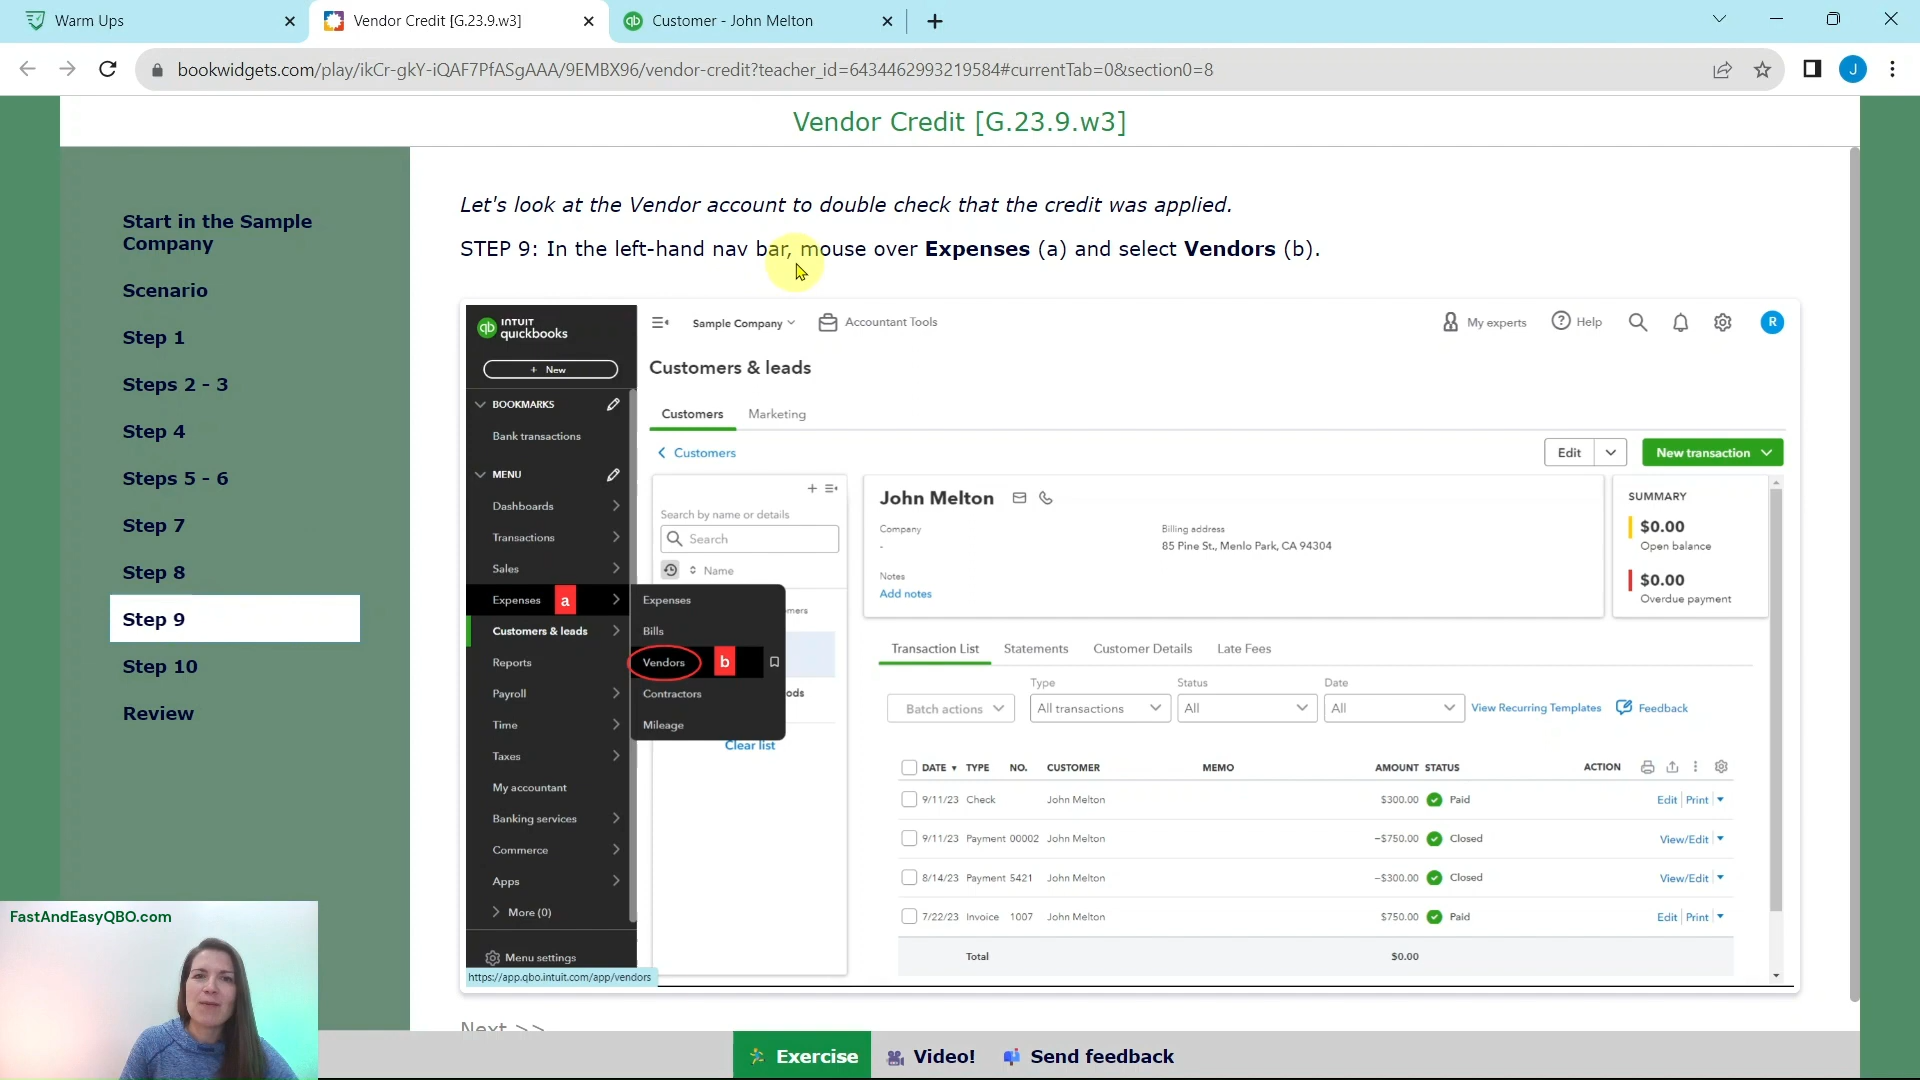 Warm Ups
Vendor Credit [G.23.9.w3]
Customer - John Melton
bookwidgets.com/play/ikCr-gkY-iQAF7PfASgAAA/9EMBX96/vendor-credit?teacher_id=6434462993219584#currentTab=0&section0=8
J
Vendor Credit [G.23.9.w3]
Start in the Sample
Company
Scenario
Step 1
Steps 2 - 3
Step 4
Steps 5 - 6
Step 7
Step 8
Step 9
Step 10
Review
Let's look at the Vendor account to double check that the credit was applied.
STEP 9: In the left-hand nav bar, mouse over Expenses (a) and select Vendors (b).
qb INTUIT
quickbooks
+ New
BOOKMARKS
Bank transactions
MENU
Dashboards
Transactions
Sales
Expenses a
Customers & leads
Reports
Payroll
Time
Taxes
My accountant
Banking services
Commerce
Apps
More (0)
Menu settings
https://app.qbo.intuit.com/app/vendors
Expenses
Bills
Vendors b
Contractors
Mileage
Sample Company
Accountant Tools
My experts
Help
R
Customers & leads
Customers
Marketing
Customers
Edit
New transaction
Search by name or details
Search
Name
mers
ods
Clear list
John Melton
Company
-
Billing address
85 Pine St., Menlo Park, CA 94304
Notes
Add notes
SUMMARY
$0.00
Open balance
$0.00
Overdue payment
Transaction List
Statements
Customer Details
Late Fees
Type
Status
Date
Batch actions
All transactions
All
All
View Recurring Templates
Feedback
DATE TYPE NO. CUSTOMER MEMO AMOUNT STATUS ACTION
9/11/23 Check John Melton $300.00 Paid Edit Print
9/11/23 Payment 00002 John Melton -$750.00 Closed View/Edit
8/14/23 Payment 5421 John Melton -$300.00 Closed View/Edit
7/22/23 Invoice 1007 John Melton $750.00 Paid Edit Print
Total $0.00
Next >>
FastAndEasyQBO.com
Exercise
Video!
Send feedback